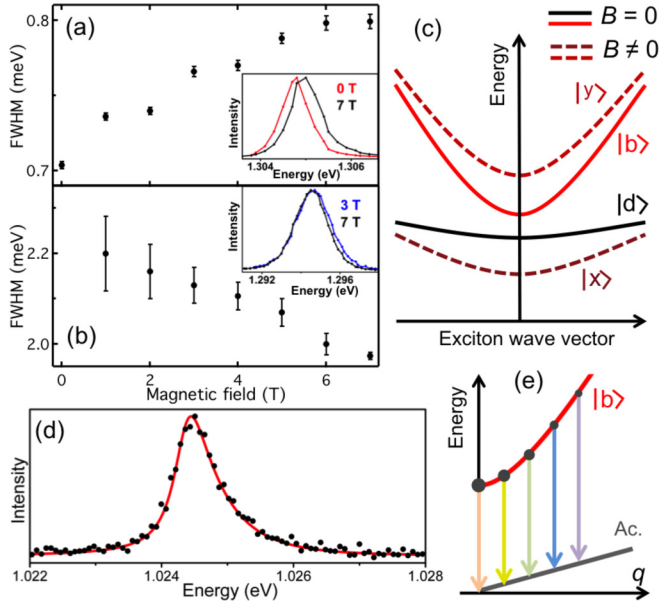 (a)
FWHM (meV)
0.8
0.7
0 T
7 T
Intensity
1.304
1.306
Energy (eV)
(b)
FWHM (meV)
2.2
2.0
3 T
7 T
Intensity
1.292
1.296
Energy (eV)
0
2
4
6
Magnetic field (T)
(c)
B = 0
B ≠ 0
Energy
|y>
|b>
|d>
|x>
Exciton wave vector
(d)
Intensity
1.022
1.024
1.026
1.028
Energy (eV)
(e)
Energy
|b>
Ac.
q